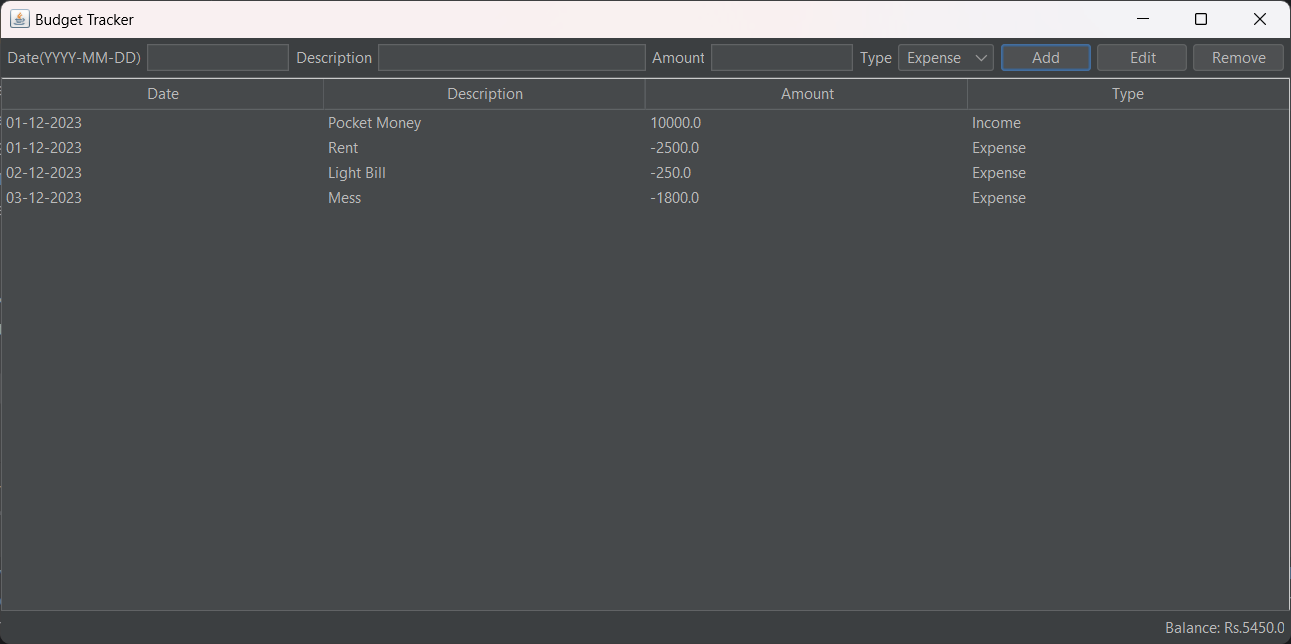 Budget Tracker
Date(YYYY-MM-DD) Description Amount Type Expense Add Edit Remove
Date Description Amount Type
01-12-2023 Pocket Money 10000.0 Income
01-12-2023 Rent -2500.0 Expense
02-12-2023 Light Bill -250.0 Expense
03-12-2023 Mess -1800.0 Expense
Balance: Rs.5450.0